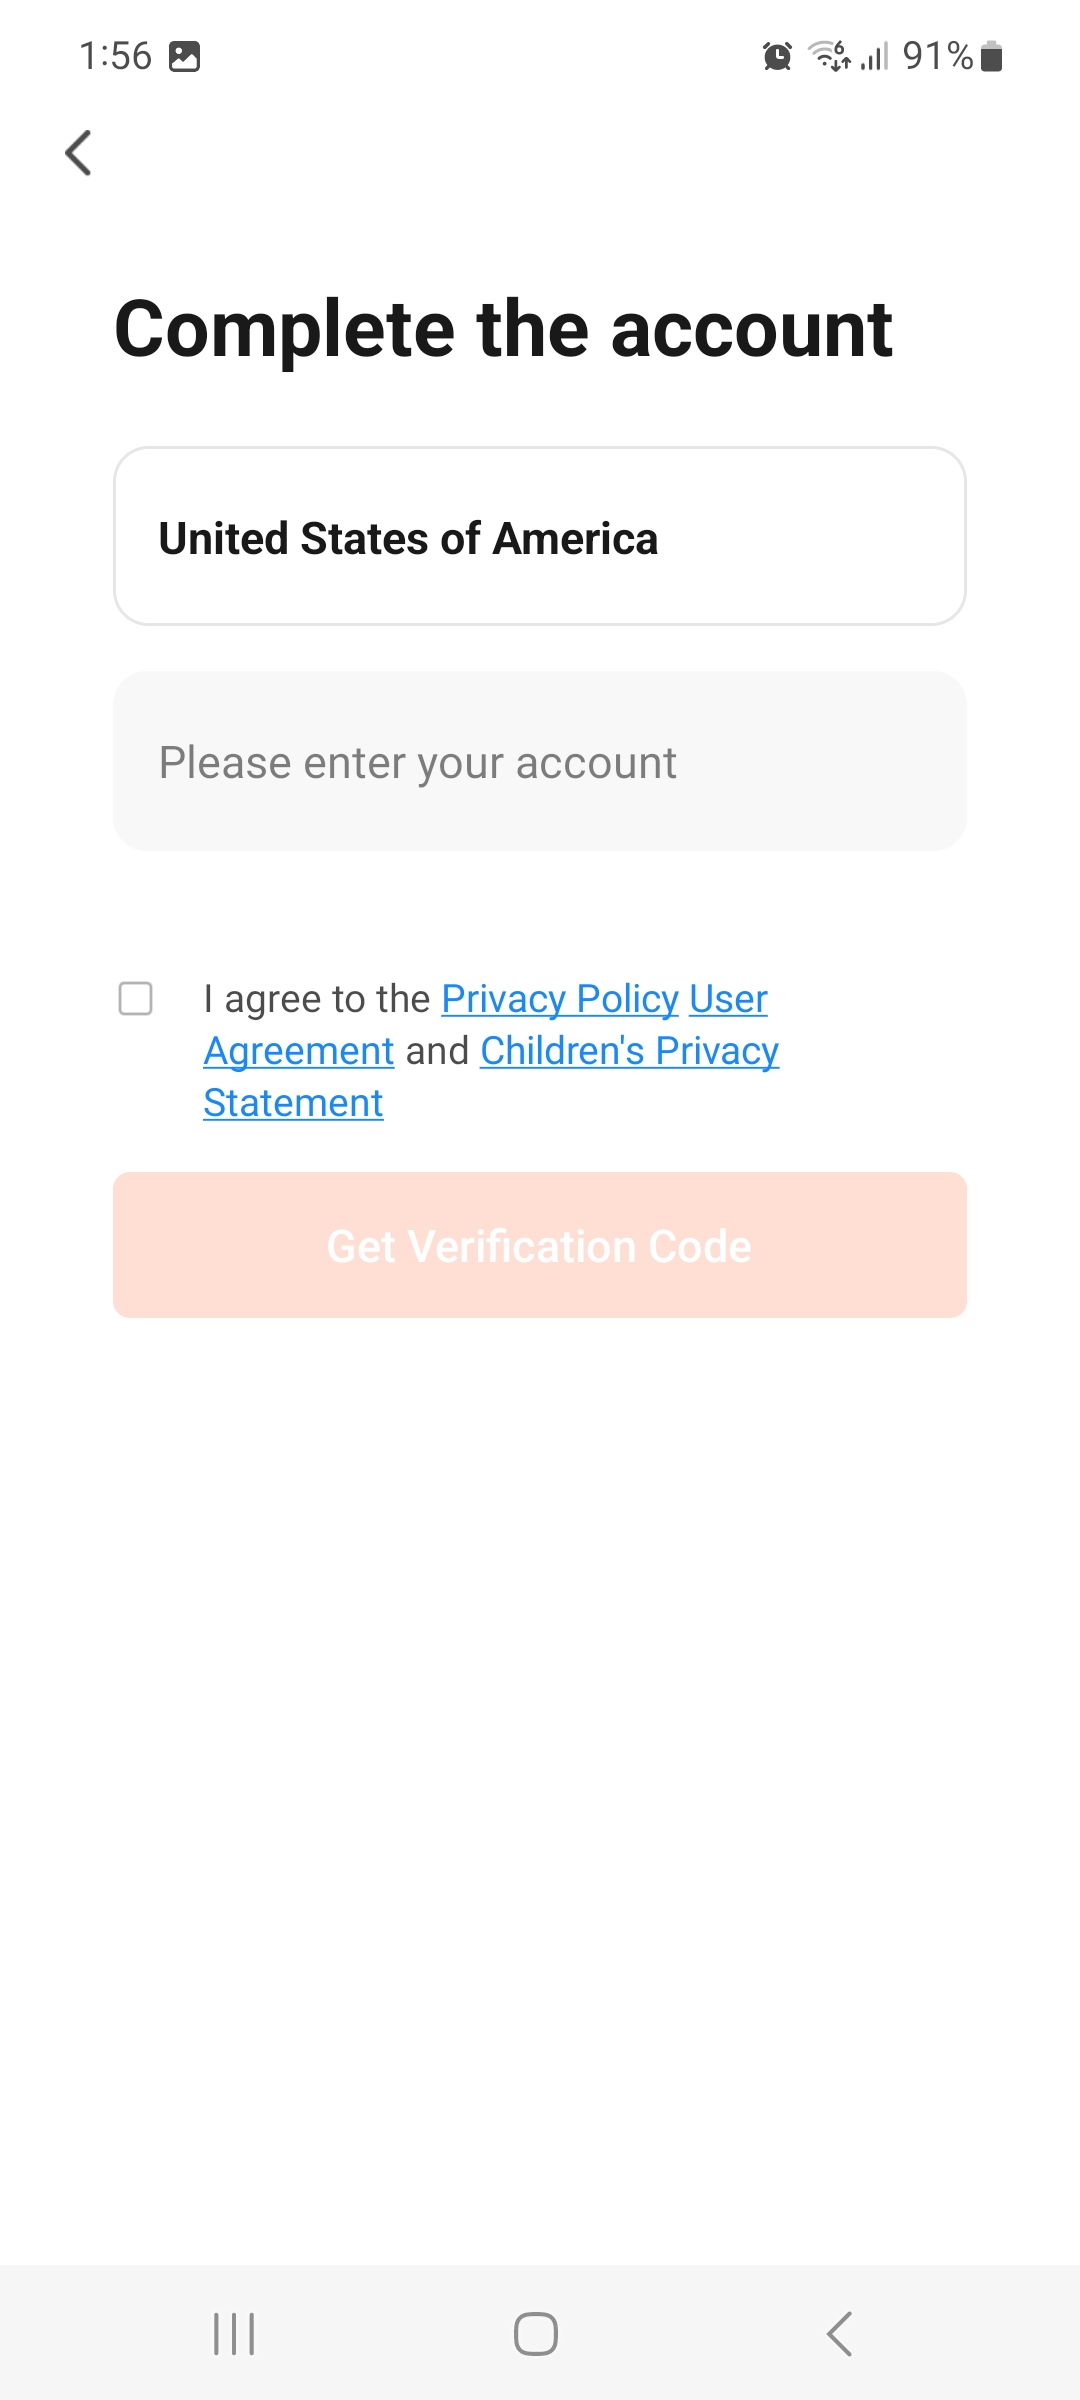 1:56
6 91%
Complete the account
United States of America
Please enter your account
I agree to the Privacy Policy User
Agreement and Children's Privacy
Statement
Get Verification Code